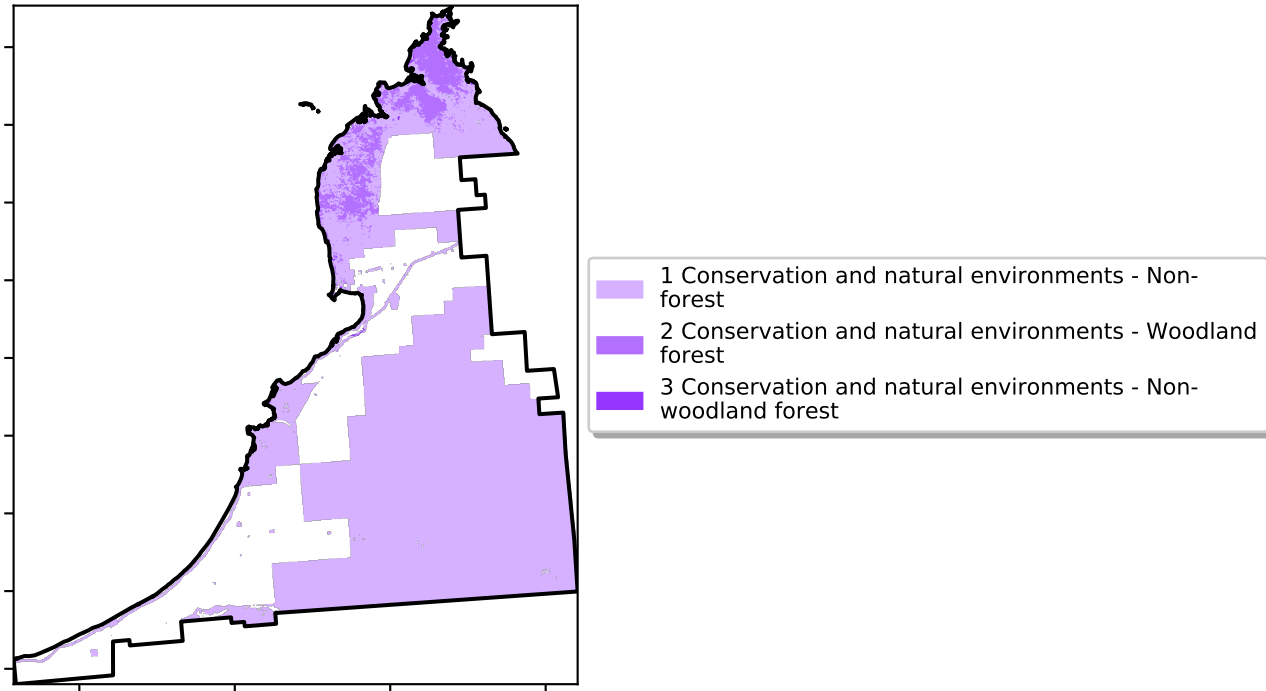 1 Conservation and natural environments - Non-
forest
2 Conservation and natural environments - Woodland
forest
3 Conservation and natural environments - Non-
woodland forest